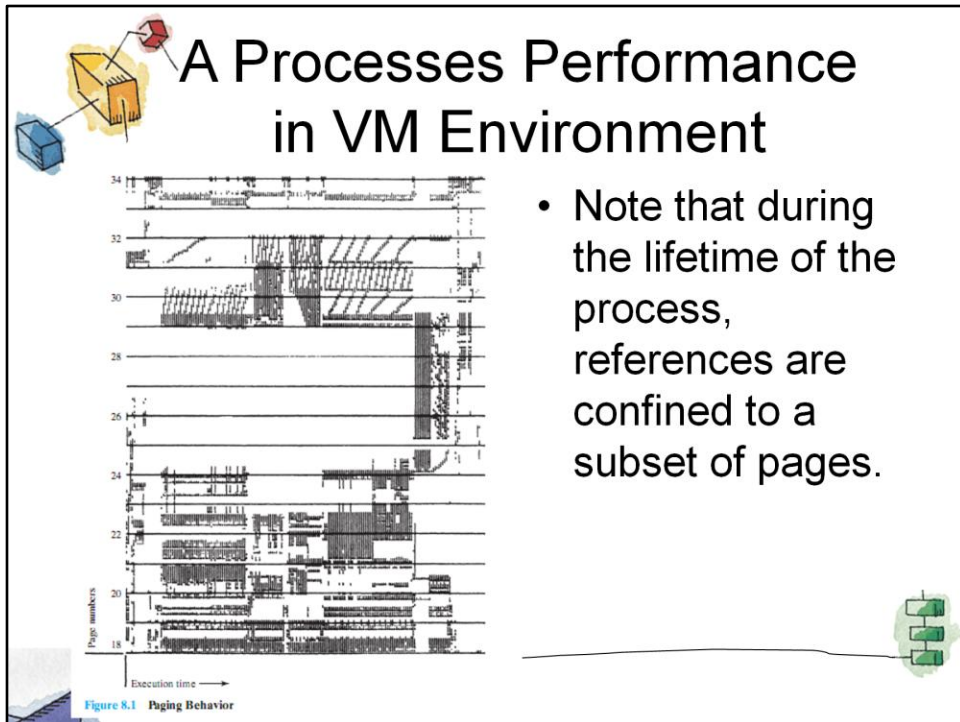 A Processes Performance
in VM Environment
34
32
30
28
26
24
22
20
18
Page numbers
Execution time
Figure 8.1 Paging Behavior
• Note that during
the lifetime of the
process,
references are
confined to a
subset of pages.